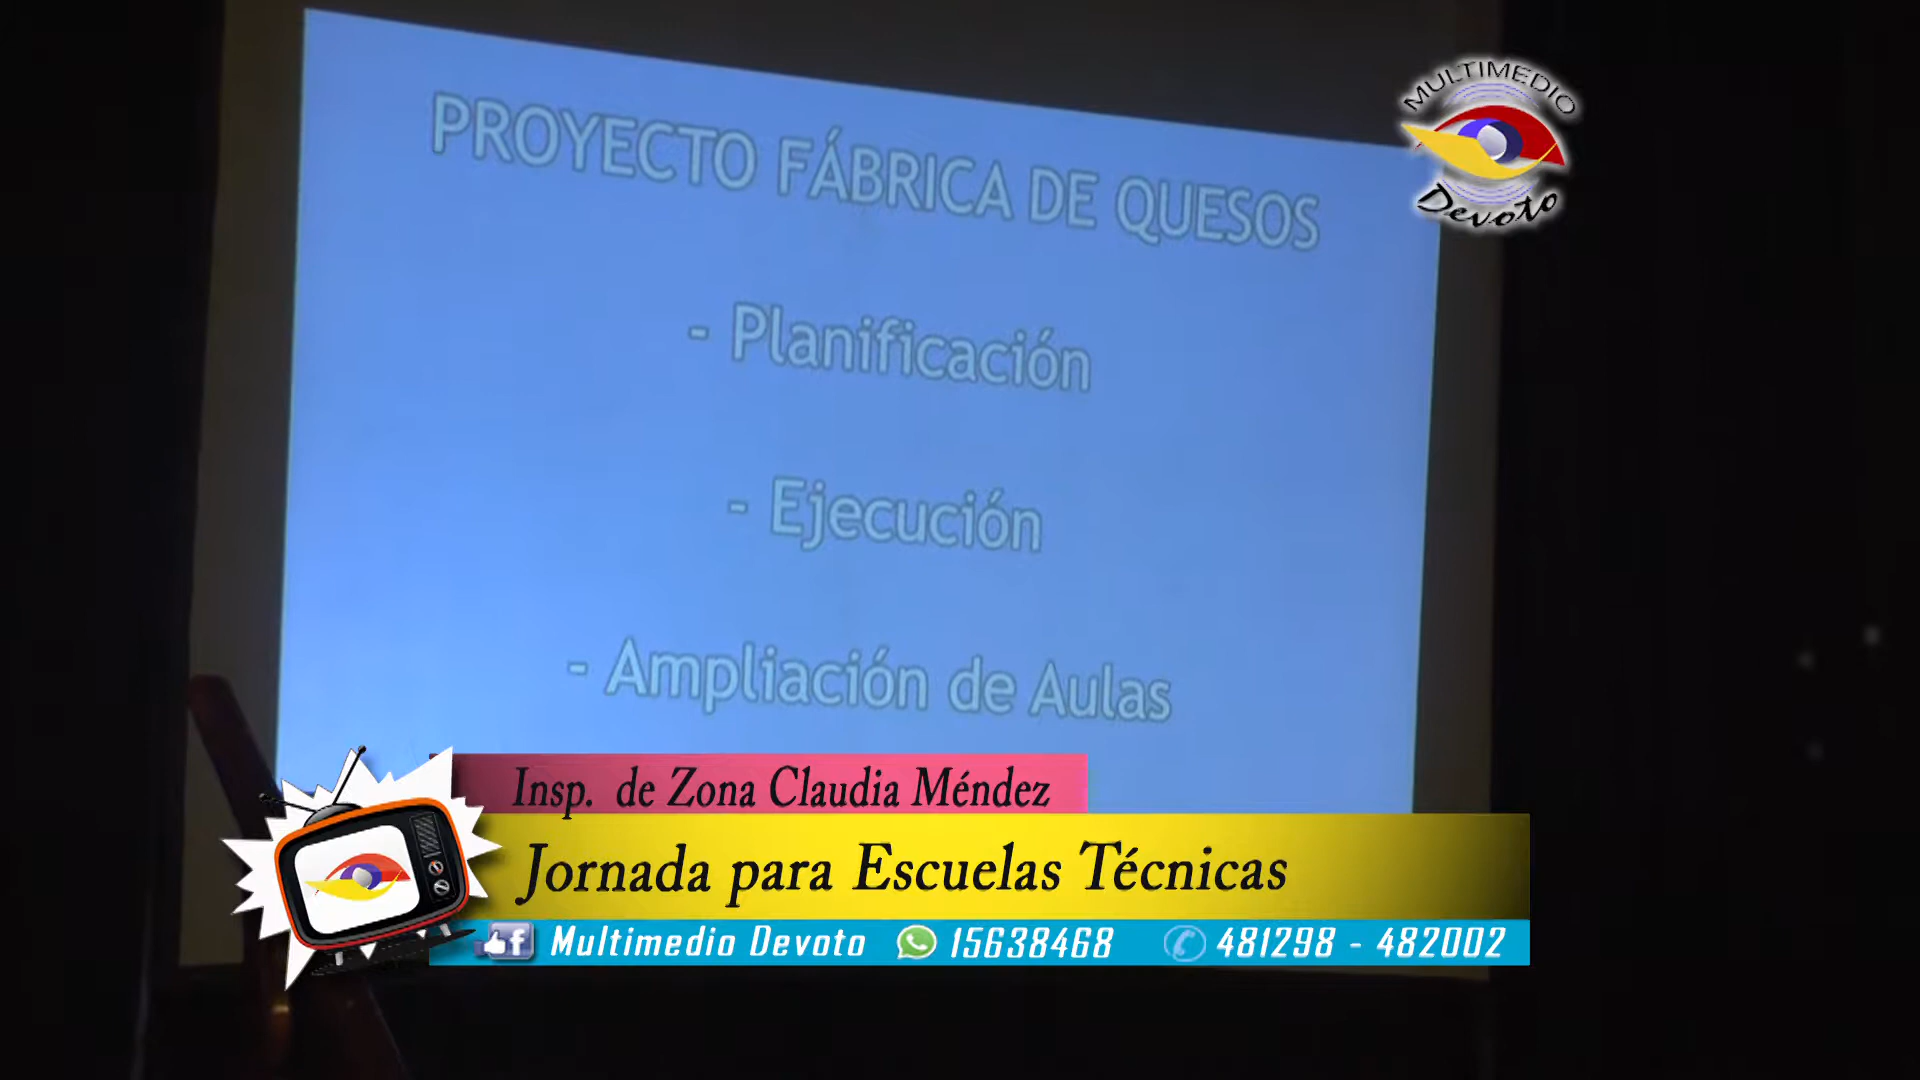 MULTIMEDIO
Devoto
PROYECTO FÁBRICA DE QUESOS
- Planificación
- Ejecución
- Ampliación de Aulas
Insp. de Zona Claudia Méndez
Jornada para Escuelas Técnicas
f Multimedio Devoto 15638468 481298 - 482002